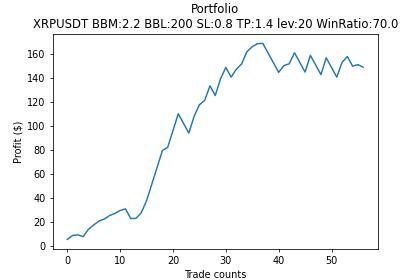 Portfolio
XRPUSDT BBM:2.2 BBL:200 SL:0.8 TP:1.4 lev:20 WinRatio:70.0
160
140
120
100
80
60
40
20
0
Profit ($)
0 10 20 30 40 50
Trade counts